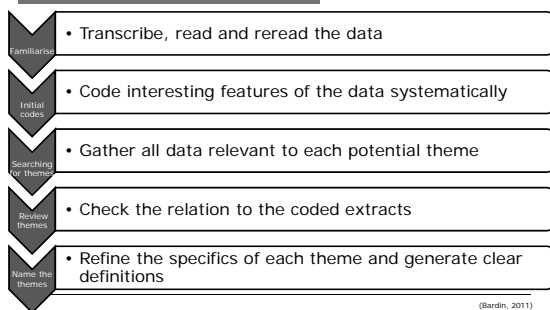 Familiarise
• Transcribe, read and reread the data
Initial
codes
• Code interesting features of the data systematically
Searching
for themes
• Gather all data relevant to each potential theme
Review
themes
• Check the relation to the coded extracts
Name the
themes
• Refine the specifics of each theme and generate clear
definitions
(Bardin, 2011)